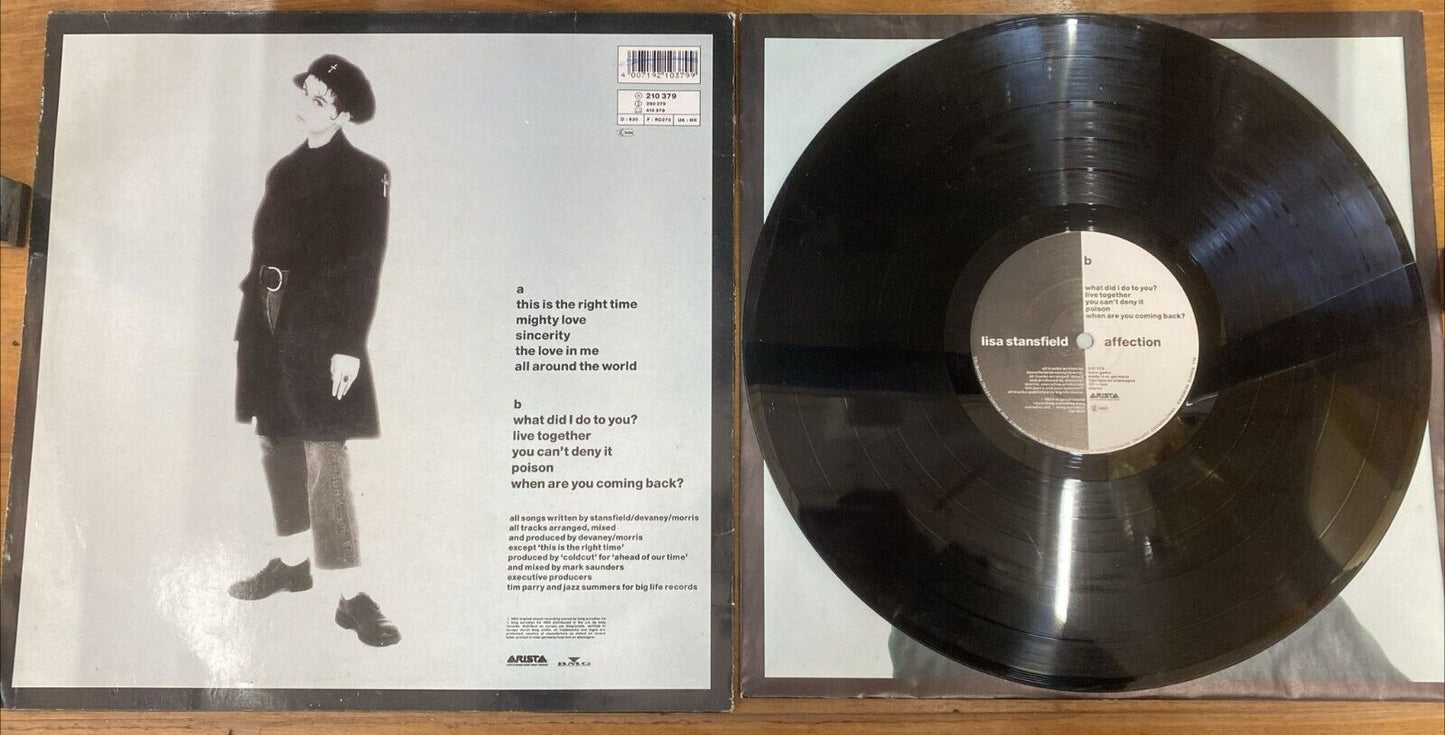 4 007192 103799
210 379
260 379
410 379
D : 635 F : RC270 UK : HH
a
this is the right time
mighty love
sincerity
the love in me
all around the world
b
what did I do to you?
live together
you can't deny it
poison
when are you coming back?
all songs written by stansfield/devaney/morris
all tracks arranged, mixed
and produced by devaney/morris
except 'this is the right time'
produced by 'coldcut' for 'ahead of our time'
and mixed by mark saunders
executive producers
tim parry and jazz summers for big life records
ARISTA
BMG
b
what did i do to you?
live together
you can't deny it
poison
when are you coming back?
lisa stansfield affection
ARISTA